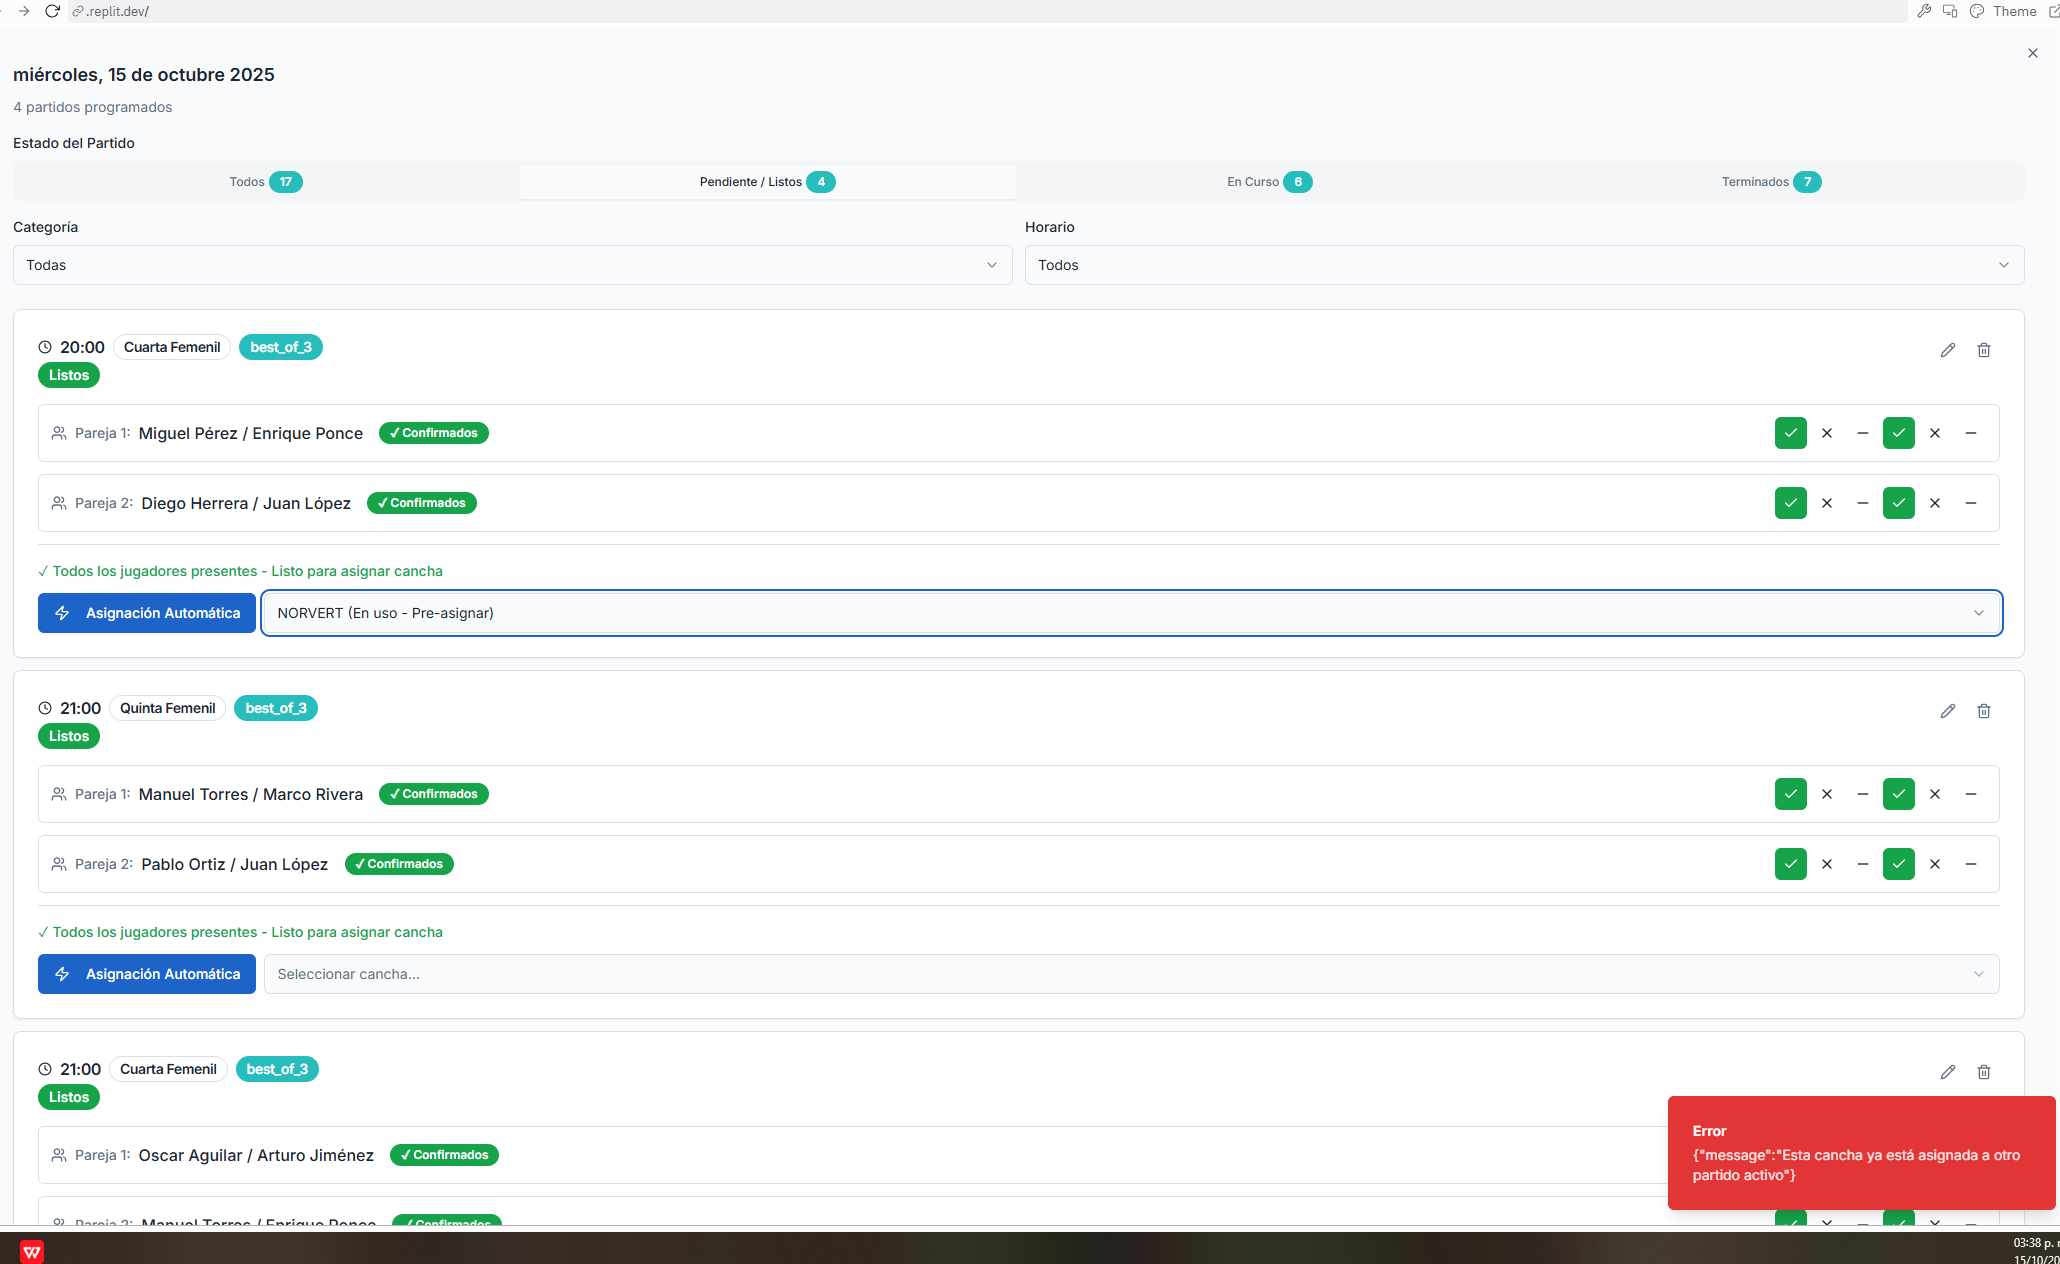 .replit.dev/
Theme
miércoles, 15 de octubre 2025
4 partidos programados
Estado del Partido
Todos 17
Pendiente / Listos 4
En Curso 6
Terminados 7
Categoría
Horario
Todas
Todos
20:00 Cuarta Femenil best_of_3
Listos
Pareja 1: Miguel Pérez / Enrique Ponce ✓ Confirmados
Pareja 2: Diego Herrera / Juan López ✓ Confirmados
✓ Todos los jugadores presentes - Listo para asignar cancha
Asignación Automática
NORVERT (En uso - Pre-asignar)
21:00 Quinta Femenil best_of_3
Listos
Pareja 1: Manuel Torres / Marco Rivera ✓ Confirmados
Pareja 2: Pablo Ortiz / Juan López ✓ Confirmados
✓ Todos los jugadores presentes - Listo para asignar cancha
Asignación Automática
Seleccionar cancha...
21:00 Cuarta Femenil best_of_3
Listos
Pareja 1: Oscar Aguilar / Arturo Jiménez ✓ Confirmados
Pareja 2: Manuel Torres / Enrique Ponce ✓ Confirmados
Error
{"message":"Esta cancha ya está asignada a otro
partido activo"}
03:38 p.
15/10/20